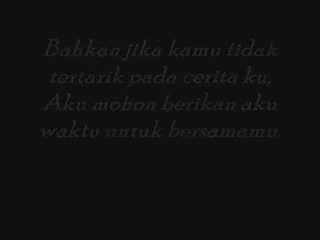 Bahkan jika kamu tidak
tertarik pada cerita ku,
Aku mohon berikan aku
waktu untuk bersamamu.